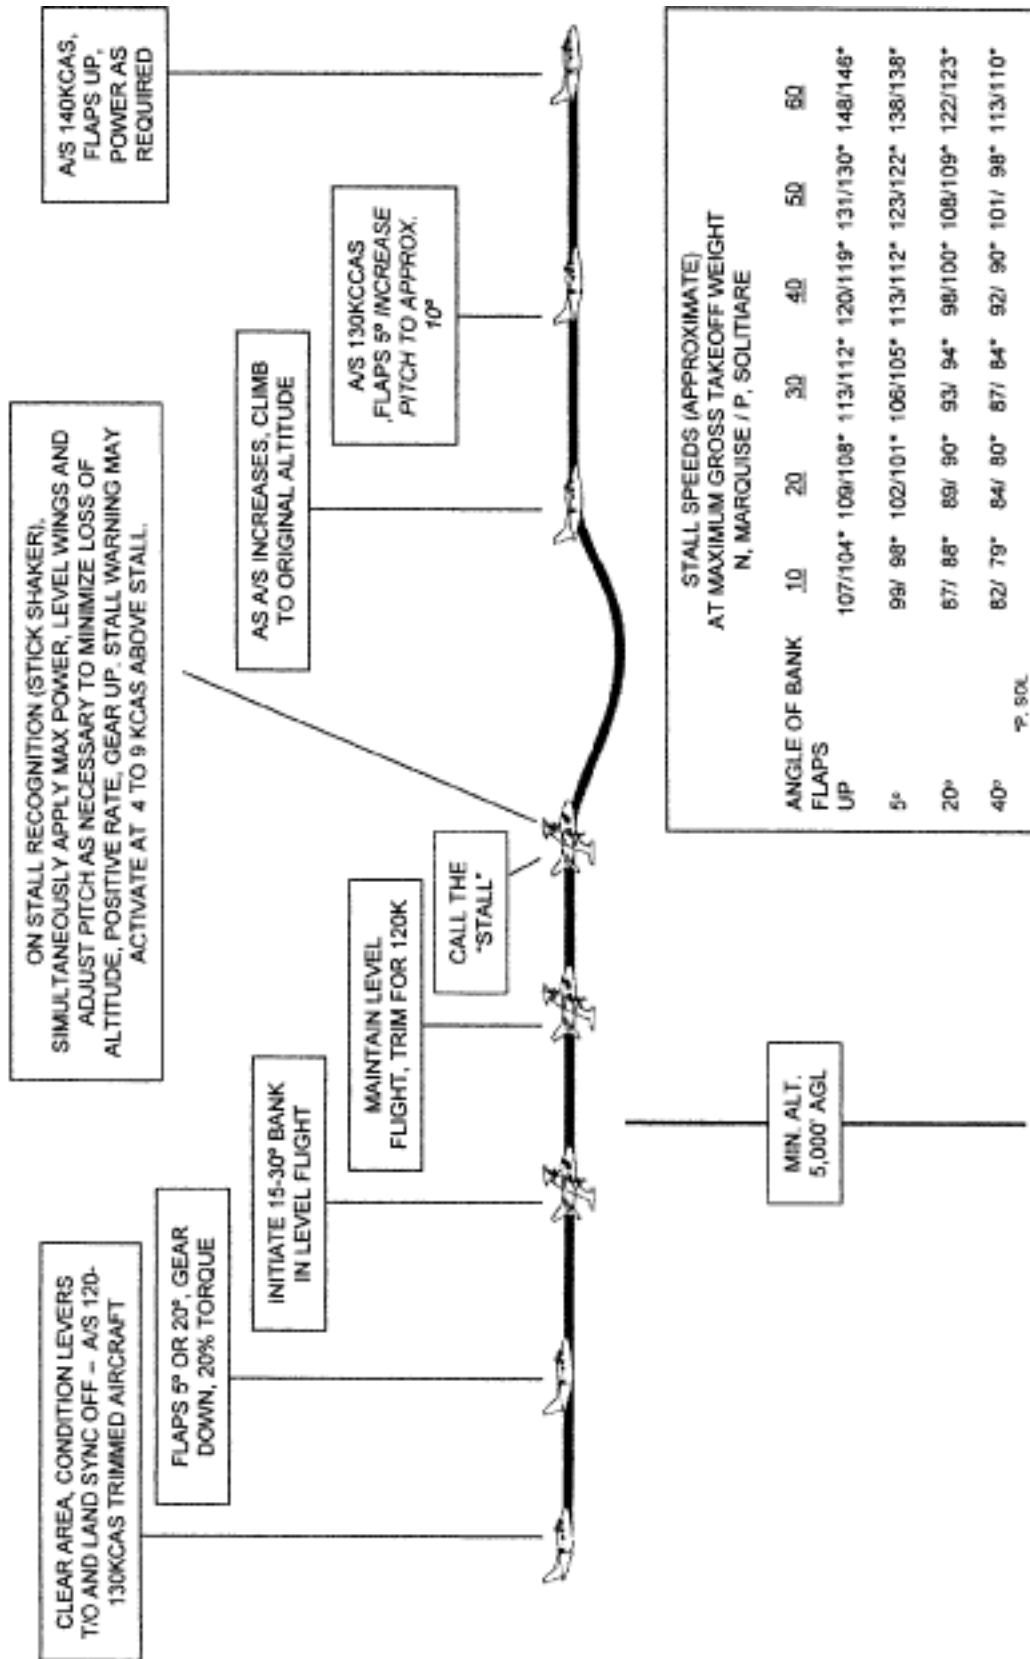 CLEAR AREA, CONDITION LEVERS
T/O AND LAND SYNC OFF – A/S 120-
130KCAS TRIMMED AIRCRAFT
FLAPS 5º OR 20º, GEAR
DOWN, 20% TORQUE
INITIATE 15-30º BANK
IN LEVEL FLIGHT
MAINTAIN LEVEL
FLIGHT, TRIM FOR 120K
CALL THE
"STALL"
ON STALL RECOGNITION (STICK SHAKER),
SIMULTANEOUSLY APPLY MAX POWER, LEVEL WINGS AND
ADJUST PITCH AS NECESSARY TO MINIMIZE LOSS OF
ALTITUDE, POSITIVE RATE, GEAR UP. STALL WARNING MAY
ACTIVATE AT 4 TO 9 KCAS ABOVE STALL.
AS A/S INCREASES, CLIMB
TO ORIGINAL ALTITUDE
A/S 130KCCAS
,FLAPS 5º INCREASE
PITCH TO APPROX.
10º
A/S 140KCAS,
FLAPS UP,
POWER AS
REQUIRED
MIN. ALT.
5,000' AGL
STALL SPEEDS (APPROXIMATE)
AT MAXIMUM GROSS TAKEOFF WEIGHT
N, MARQUISE / P, SOLITIARE
ANGLE OF BANK 10 20 30 40 50 60
FLAPS
UP 107/104* 109/108* 113/112* 120/119* 131/130* 148/146*
5º 99/ 98* 102/101* 106/105* 113/112* 123/122* 138/138*
20º 87/ 88* 89/ 90* 93/ 94* 98/100* 108/109* 122/123*
40º 82/ 79* 84/ 80* 87/ 84* 92/ 90* 101/ 98* 113/110*
*P, SOL